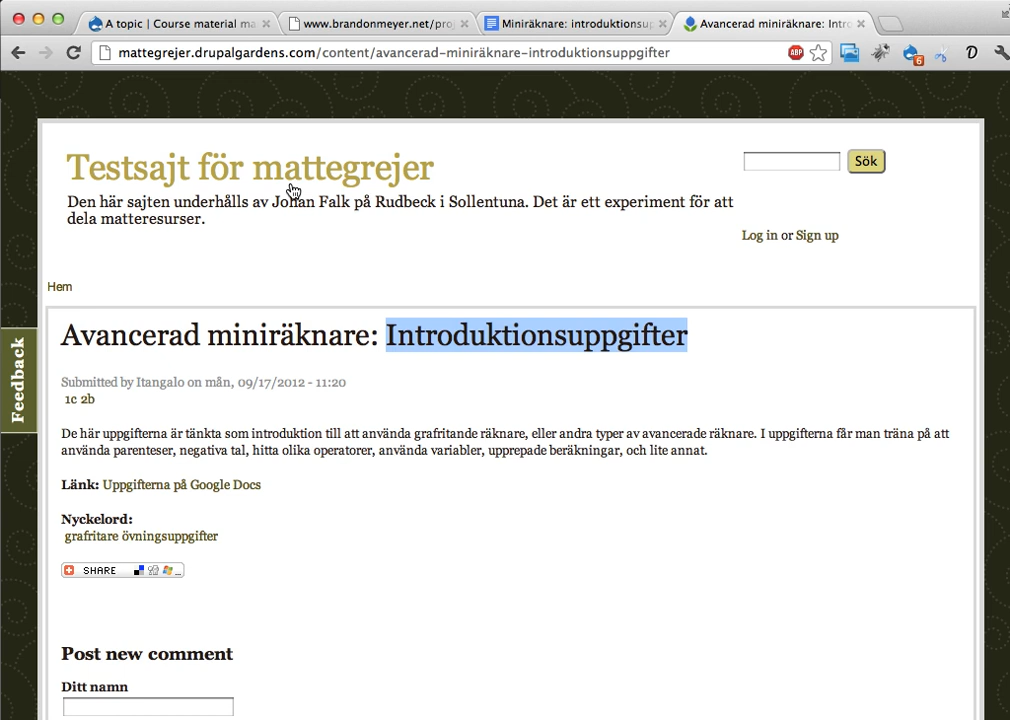 A topic | Course material ma
www.brandonmeyer.net/proj
Miniräknare: introduktionsup
Avancerad miniräknare: Intro
mattegrejer.drupalgardens.com/content/avancerad-miniräknare-introduktionsuppgifter
ABP
6
D
Testsajt för mattegrejer
Sök
Den här sajten underhålls av Johan Falk på Rudbeck i Sollentuna. Det är ett experiment för att
dela matteresurser.
Log in or Sign up
Hem
Feedback
Avancerad miniräknare: Introduktionsuppgifter
Submitted by Itangalo on mån, 09/17/2012 - 11:20
1c 2b
De här uppgifterna är tänkta som introduktion till att använda grafritande räknare, eller andra typer av avancerade räknare. I uppgifterna får man träna på att
använda parenteser, negativa tal, hitta olika operatorer, använda variabler, upprepade beräkningar, och lite annat.
Länk: Uppgifterna på Google Docs
Nyckelord:
grafritare övningsuppgifter
SHARE
Post new comment
Ditt namn